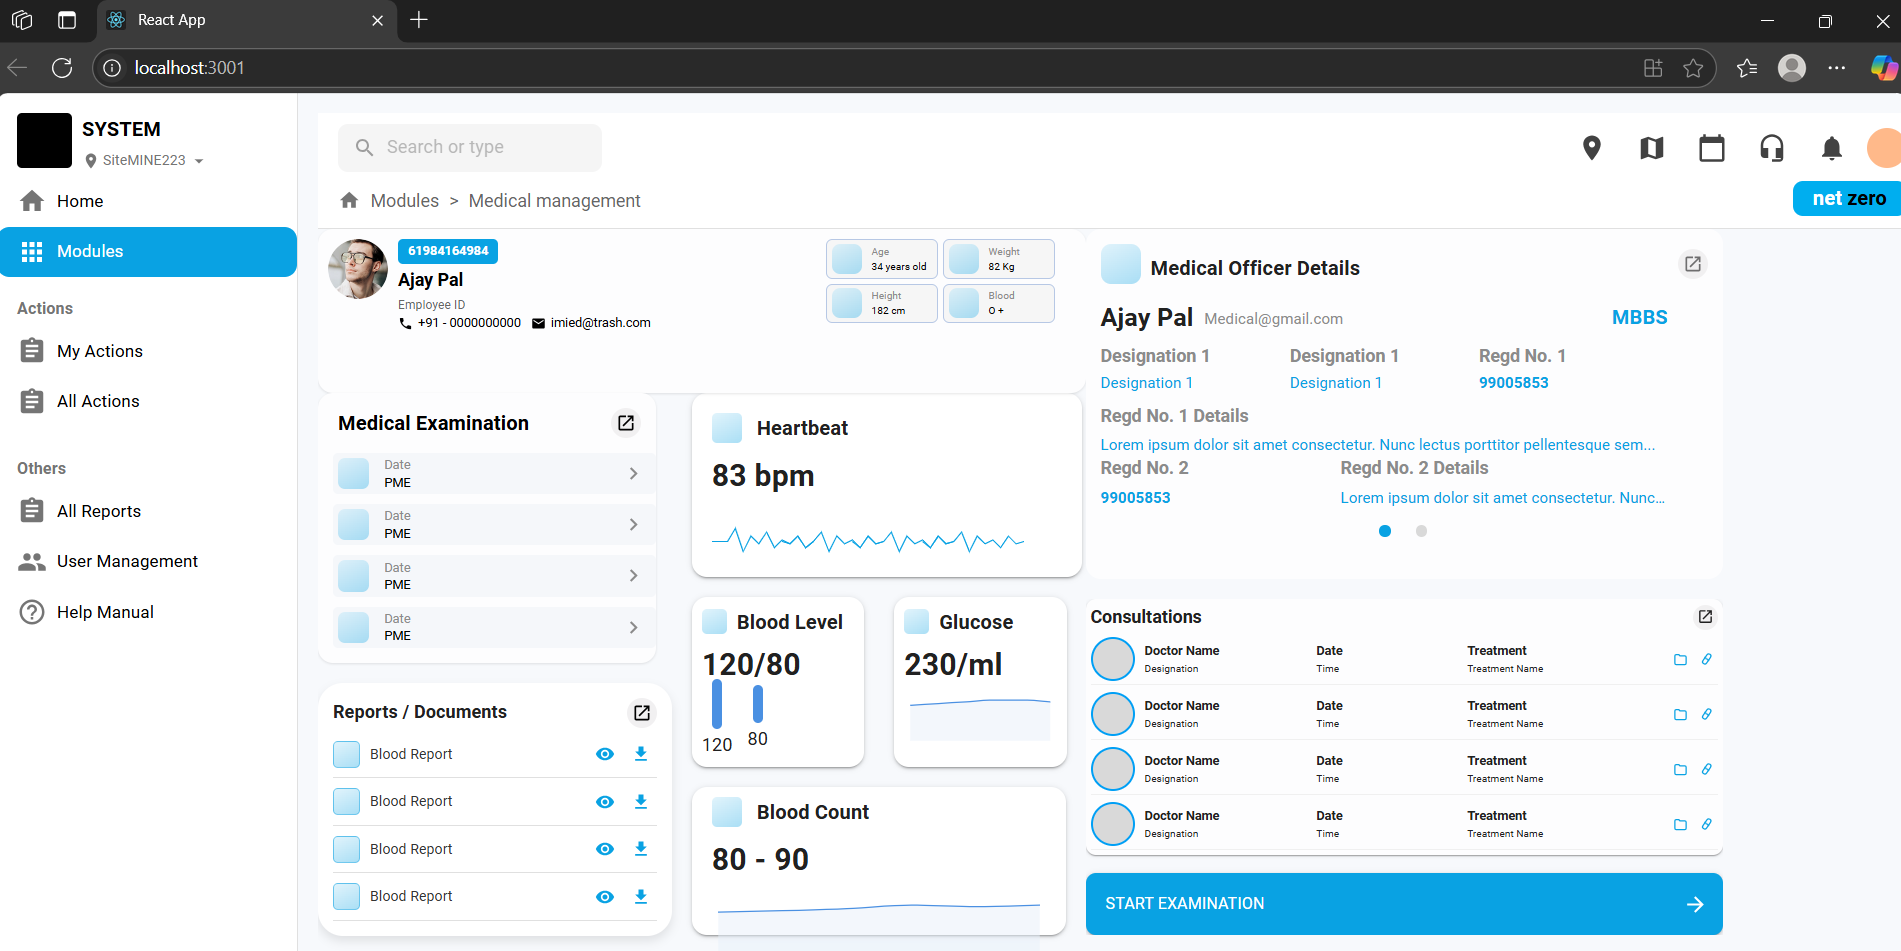 React App
localhost:3001
SYSTEM
SiteMINE223
Home
Modules
Actions
My Actions
All Actions
Others
All Reports
User Management
Help Manual
Search or type
Modules > Medical management
net zero
61984164984
Ajay Pal
Employee ID
+91 - 0000000000 imied@trash.com
Age
34 years old
Weight
82 Kg
Height
182 cm
Blood
O +
Medical Examination
Date
PME
Date
PME
Date
PME
Date
PME
Reports / Documents
Blood Report
Blood Report
Blood Report
Blood Report
Heartbeat
83 bpm
Blood Level
120/80
120 80
Glucose
230/ml
Blood Count
80 - 90
Medical Officer Details
Ajay Pal Medical@gmail.com MBBS
Designation 1 Designation 1 Regd No. 1
Designation 1 Designation 1 99005853
Regd No. 1 Details
Lorem ipsum dolor sit amet consectetur. Nunc lectus porttitor pellentesque sem...
Regd No. 2 Regd No. 2 Details
99005853 Lorem ipsum dolor sit amet consectetur. Nunc...
Consultations
Doctor Name Date Treatment
Designation Time Treatment Name
Doctor Name Date Treatment
Designation Time Treatment Name
Doctor Name Date Treatment
Designation Time Treatment Name
Doctor Name Date Treatment
Designation Time Treatment Name
START EXAMINATION